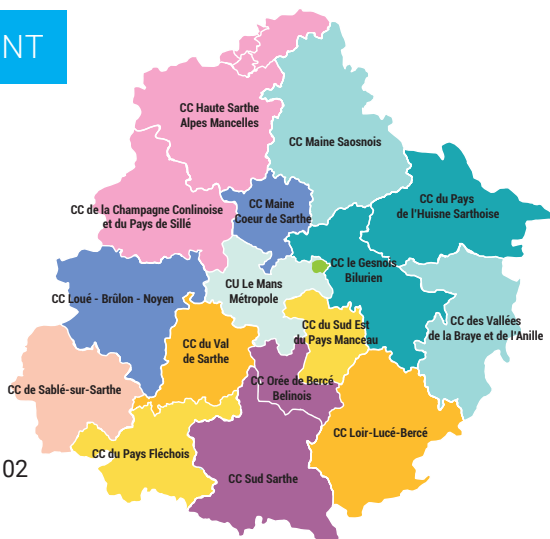 NT
CC Haute Sarthe
Alpes Mancelles
CC Maine Saosnois
CC Maine
Coeur de Sarthe
CC du Pays
de l'Huisne Sarthoise
CC de la Champagne Conlinoise
et du Pays de Sillé
CC le Gesnois
Bilurien
CU Le Mans
Métropole
CC Loué - Brûlon - Noyen
CC du Sud Est
du Pays Manceau
CC des Vallées
de la Braye et de l'Anille
CC du Val
de Sarthe
CC Orée de Bercé
Belinois
CC de Sablé-sur-Sarthe
CC Loir-Lucé-Bercé
CC du Pays Fléchois
02
CC Sud Sarthe